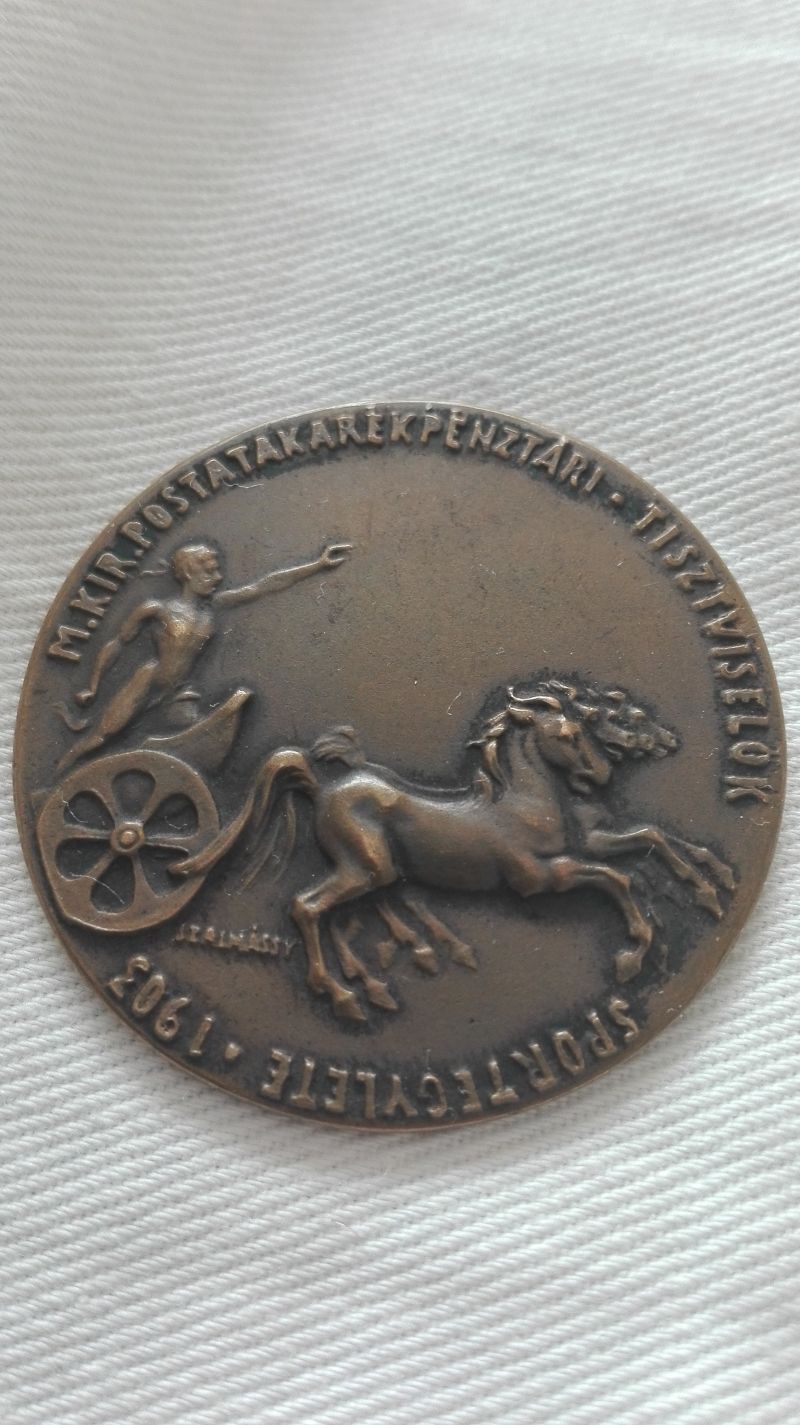 M.KIR.POSTATAKARÉKPÉNZTÁRI - TISZTVISELŐK SPORTEGYLETE • 1903
SZALMÁSSY